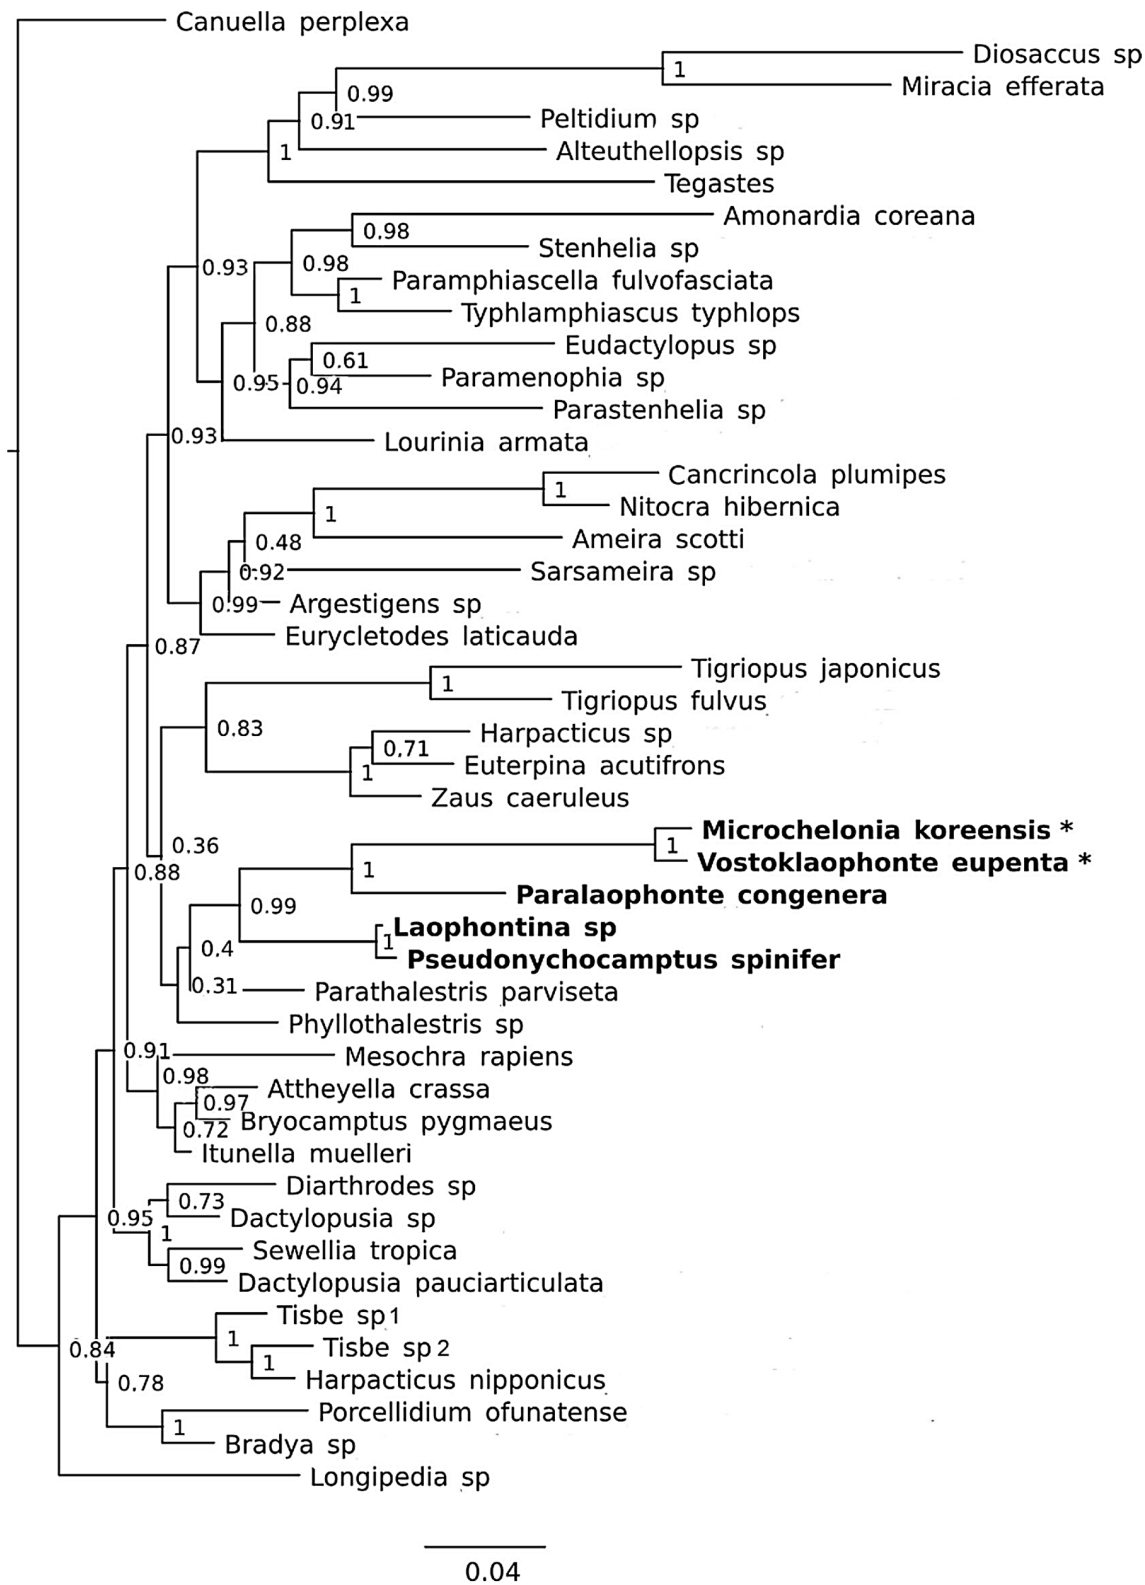 Canuella perplexa
Diosaccus sp
1
Miracia efferata
0.99
Peltidium sp
0.91
Alteuthellopsis sp
1
Tegastes
Amonardia coreana
0.98
Stenhelia sp
0.98
0.93
Paramphiascella fulvofasciata
1
Typhlamphiascus typhlops
0.88
Eudactylopus sp
0.61
Paramenophia sp
0.95
0.94
Parastenhelia sp
0.93
Lourinia armata
Cancrincola plumipes
1
Nitocra hibernica
1
Ameira scotti
0.48
Sarsameira sp
0.92
Argestigens sp
0.99
Eurycletodes laticauda
0.87
Tigriopus japonicus
1
Tigriopus fulvus
0.83
Harpacticus sp
0.71
Euterpina acutifrons
1
Zaus caeruleus
Microchelonia koreensis *
0.36
1
Vostoklaophonte eupenta *
0.88
1
Paralaophonte congenera
0.99
Laophontina sp
0.4
1
Pseudonychocamptus spinifer
0.31
Parathalestris parviseta
Phyllothalestris sp
0.91
Mesochra rapiens
0.98
Attheyella crassa
0.97
Bryocamptus pygmaeus
0.72
Itunella muelleri
Diarthrodes sp
0.73
Dactylopusia sp
0.95
1
Sewellia tropica
0.99
Dactylopusia pauciarticulata
Tisbe sp1
1
Tisbe sp2
0.84
1
Harpacticus nipponicus
0.78
Porcellidium ofunatense
1
Bradya sp
Longipedia sp
0.04